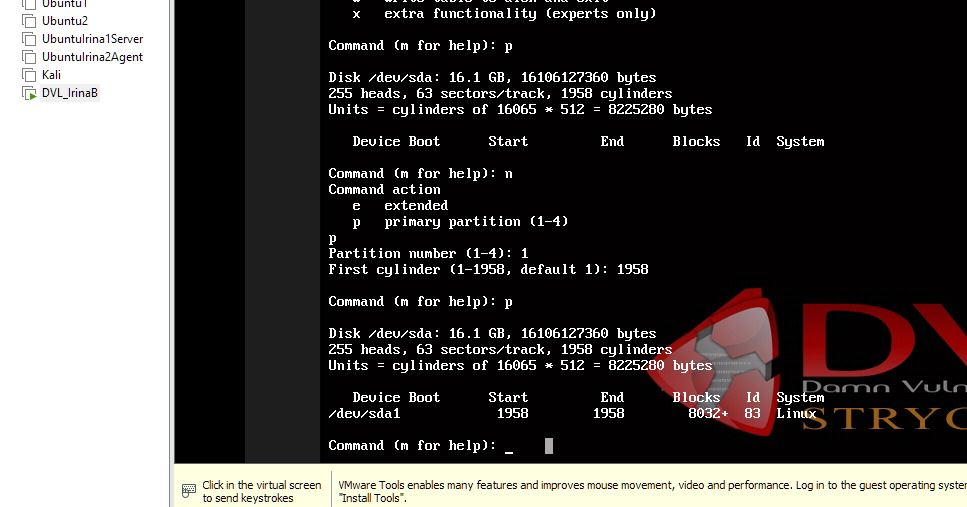 Ubuntu1
Ubuntu2
UbuntuIrina1Server
UbuntuIrina2Agent
Kali
DVL_IrinaB
w write table to disk and exit
x extra functionality (experts only)
Command (m for help): p
Disk /dev/sda: 16.1 GB, 16106127360 bytes
255 heads, 63 sectors/track, 1958 cylinders
Units = cylinders of 16065 * 512 = 8225280 bytes
Device Boot Start End Blocks Id System
Command (m for help): n
Command action
e extended
p primary partition (1-4)
p
Partition number (1-4): 1
First cylinder (1-1958, default 1): 1958
Command (m for help): p
Disk /dev/sda: 16.1 GB, 16106127360 bytes
255 heads, 63 sectors/track, 1958 cylinders
Units = cylinders of 16065 * 512 = 8225280 bytes
Device Boot Start End Blocks Id System
/dev/sda1 1958 1958 8032+ 83 Linux
Command (m for help): _
DV
Damn Vuln
STRYC
Click in the virtual screen
to send keystrokes
VMware Tools enables many features and improves mouse movement, video and performance. Log in to the guest operating syste
"Install Tools".